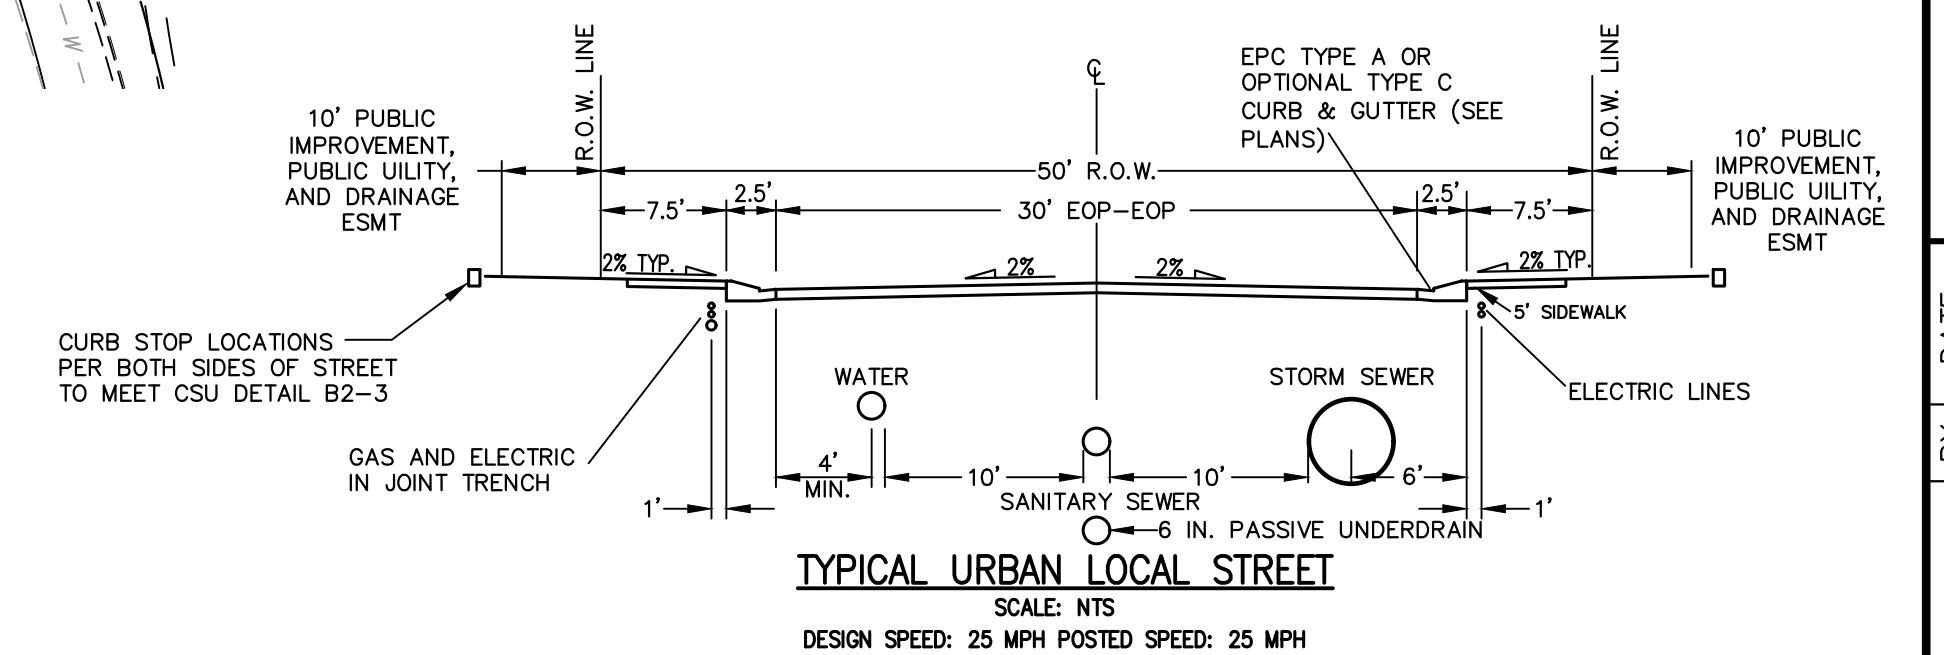 W
10' PUBLIC
IMPROVEMENT,
PUBLIC UILITY,
AND DRAINAGE
ESMT
R.O.W. LINE
℄
EPC TYPE A OR
OPTIONAL TYPE C
CURB & GUTTER (SEE
PLANS)
R.O.W. LINE
10' PUBLIC
IMPROVEMENT,
PUBLIC UILITY,
AND DRAINAGE
ESMT
50' R.O.W.
7.5'
2.5'
30' EOP-EOP
2.5'
7.5'
2% TYP.
2%
2%
2% TYP.
5' SIDEWALK
CURB STOP LOCATIONS
PER BOTH SIDES OF STREET
TO MEET CSU DETAIL B2-3
WATER
STORM SEWER
ELECTRIC LINES
GAS AND ELECTRIC
IN JOINT TRENCH
4'
MIN.
10'
10'
6'
SANITARY SEWER
1'
1'
6 IN. PASSIVE UNDERDRAIN
TYPICAL URBAN LOCAL STREET
SCALE: NTS
DESIGN SPEED: 25 MPH POSTED SPEED: 25 MPH
DATE
BY